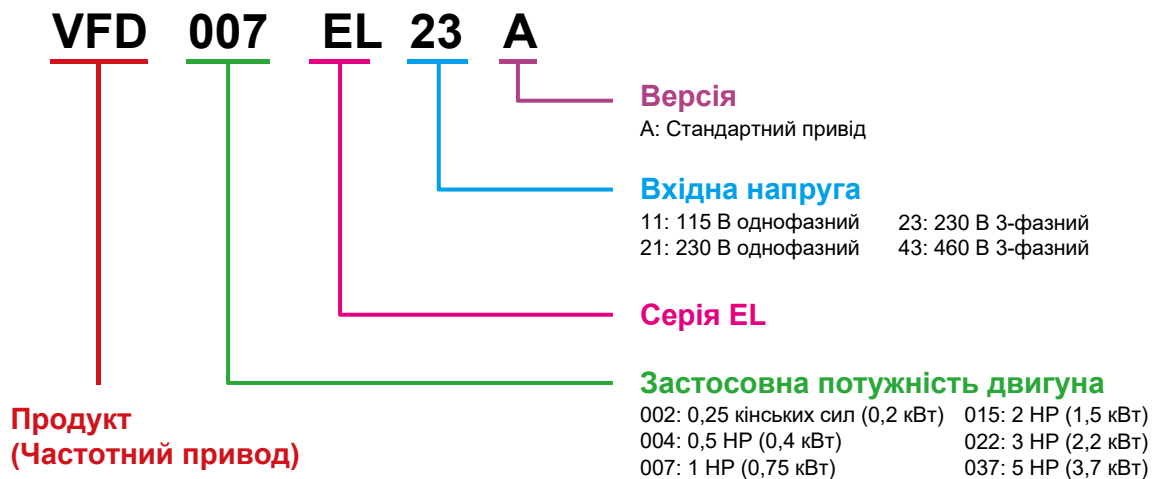 VFD 007 EL 23 A
Версія
А: Стандартний привід
Вхідна напруга
11: 115 В однофазний 23: 230 В 3-фазний
21: 230 В однофазний 43: 460 В 3-фазний
Серія EL
Застосовна потужність двигуна
002: 0,25 кінських сил (0,2 кВт) 015: 2 HP (1,5 кВт)
004: 0,5 HP (0,4 кВт) 022: 3 HP (2,2 кВт)
007: 1 HP (0,75 кВт) 037: 5 HP (3,7 кВт)
Продукт
(Частотний привод)